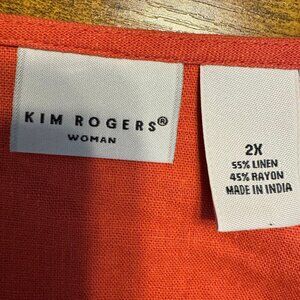 KIM ROGERS®
WOMAN
2X
55% LINEN
45% RAYON
MADE IN INDIA